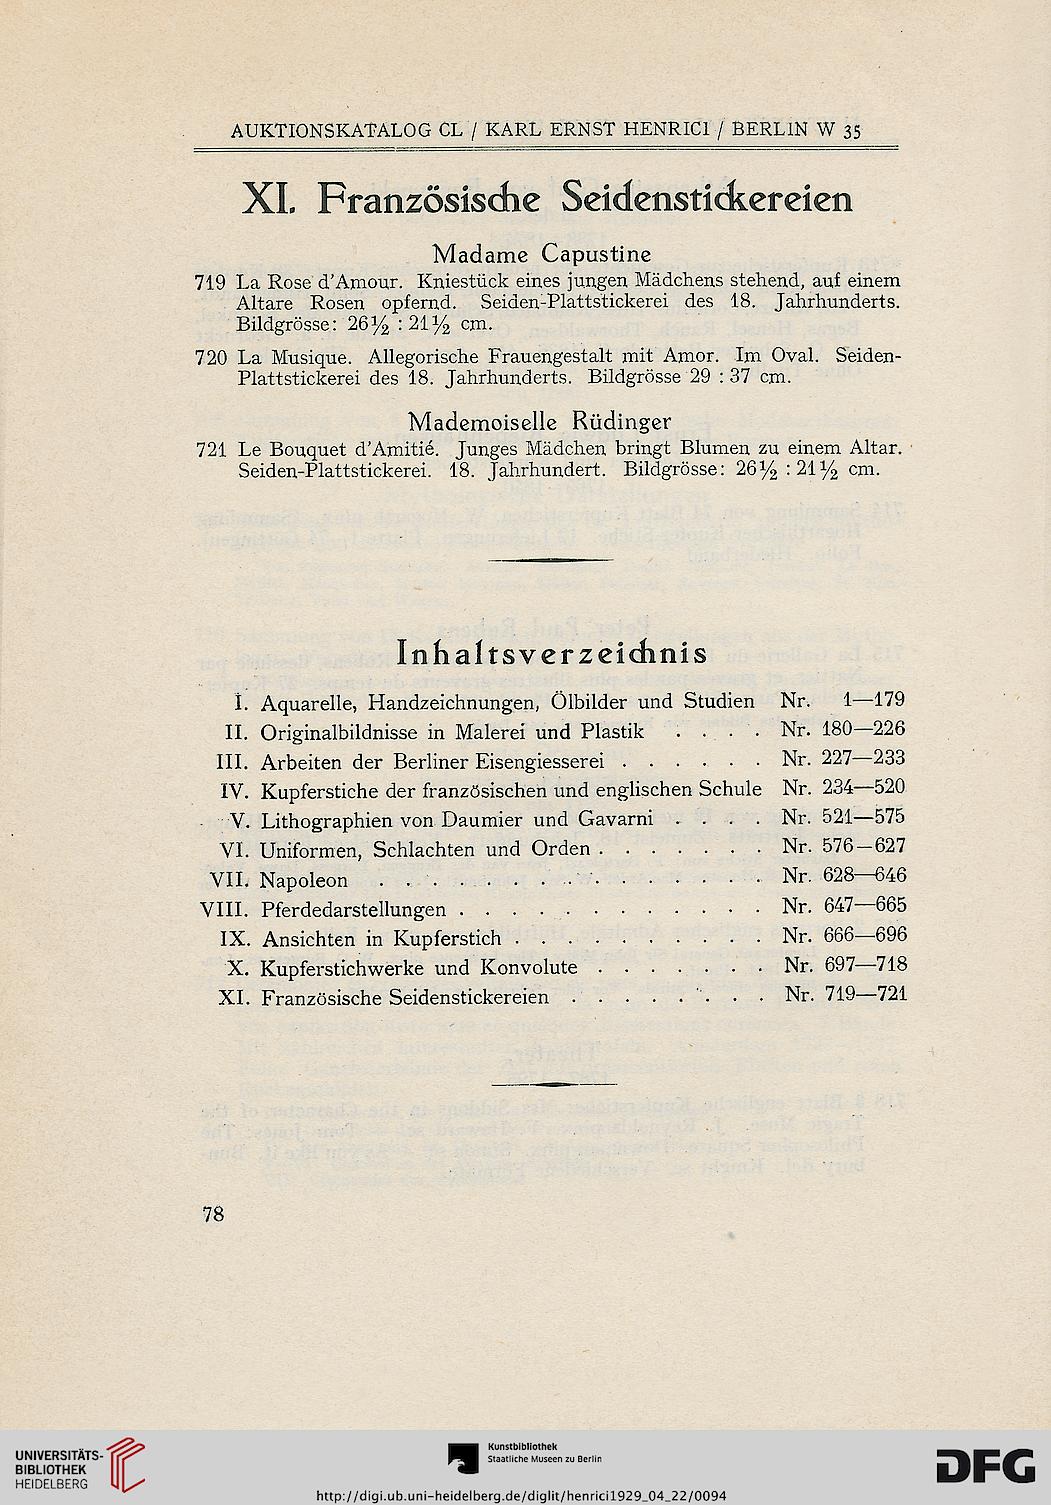 AUKTIONSKATALOG CL / KARL ERNST HENRICI / BERLIN W 35
XI. Französische Seidenstickereien
Madame Capustine
719 La Rose d'Amour. Kniestück eines jungen Mädchens stehend, auf einem
Altare Rosen opfernd. Seiden-Plattstickerei des 18. Jahrhunderts.
Bildgrösse: 26½ : 21½ cm.
720 La Musique. Allegorische Frauengestalt mit Amor. Im Oval. Seiden-
Plattstickerei des 18. Jahrhunderts. Bildgrösse 29 : 37 cm.
Mademoiselle Rüdinger
721 Le Bouquet d'Amitié. Junges Mädchen bringt Blumen zu einem Altar.
Seiden-Plattstickerei. 18. Jahrhundert. Bildgrösse: 26½ : 21½ cm.
Inhaltsverzeichnis
I. Aquarelle, Handzeichnungen, Ölbilder und Studien Nr. 1—179
II. Originalbildnisse in Malerei und Plastik . . . . Nr. 180—226
III. Arbeiten der Berliner Eisengiesserei . . . . . . Nr. 227—233
IV. Kupferstiche der französischen und englischen Schule Nr. 234—520
V. Lithographien von Daumier und Gavarni . . . . Nr. 521—575
VI. Uniformen, Schlachten und Orden . . . . . . . Nr. 576–627
VII. Napoleon . . . . . . . . . . . . . . . Nr. 628—646
VIII. Pferdedarstellungen . . . . . . . . . . . . Nr. 647—665
IX. Ansichten in Kupferstich . . . . . . . . . . Nr. 666—696
X. Kupferstichwerke und Konvolute . . . . . . . Nr. 697—718
XI. Französische Seidenstickereien . . . . . . . . Nr. 719—721
78
UNIVERSITÄTS-
BIBLIOTHEK
HEIDELBERG
Kunstbibliothek
Staatliche Museen zu Berlin
DFG
http://digi.ub.uni-heidelberg.de/diglit/henrici1929_04_22/0094